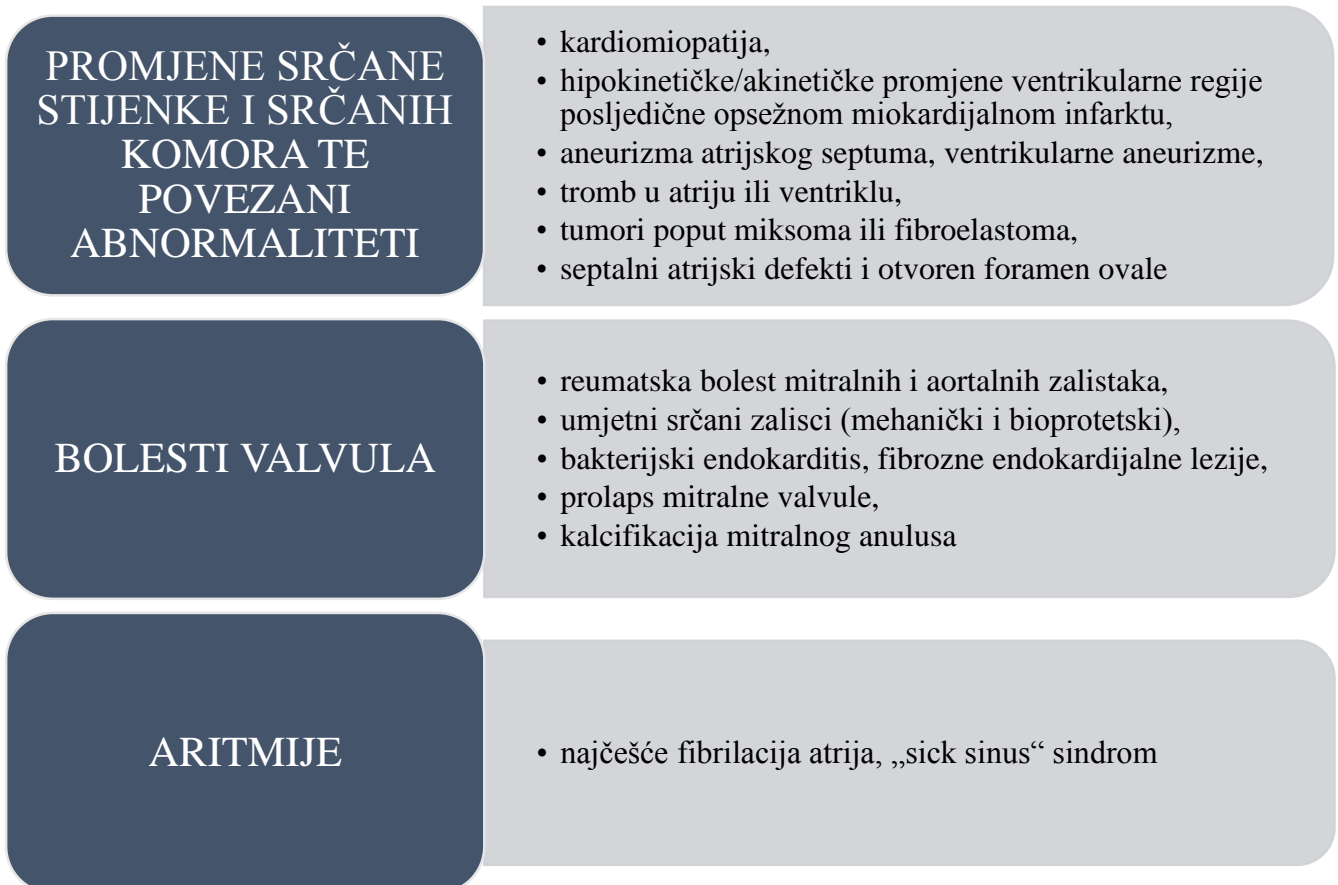 PROMJENE SRČANE
STIJENKE I SRČANIH
KOMORA TE
POVEZANI
ABNORMALITETI
• kardiomiopatija,
• hipokinetičke/akinetičke promjene ventrikularne regije
posljedične opsežnom miokardijalnom infarktu,
• aneurizma atrijskog septuma, ventrikularne aneurizme,
• tromb u atriju ili ventriklu,
• tumori poput miksoma ili fibroelastoma,
• septalni atrijski defekti i otvoren foramen ovale
BOLESTI VALVULA
• reumatska bolest mitralnih i aortalnih zalistaka,
• umjetni srčani zalisci (mehanički i bioprotetski),
• bakterijski endokarditis, fibrozne endokardijalne lezije,
• prolaps mitralne valvule,
• kalcifikacija mitralnog anulusa
ARITMIJE
• najčešće fibrilacija atrija, „sick sinus“ sindrom